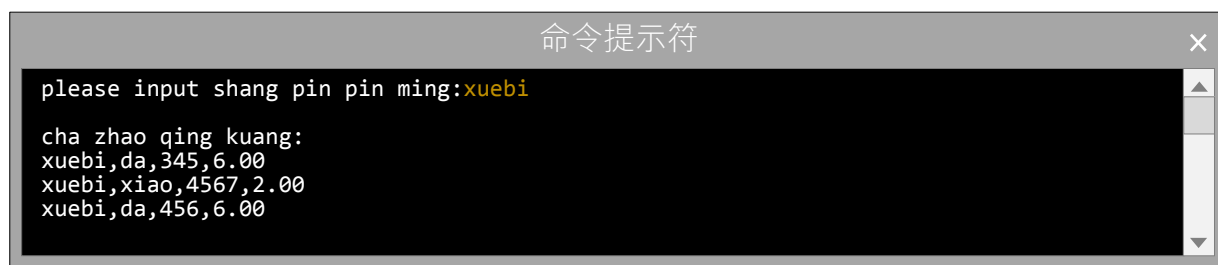 命令提示符
please input shang pin pin ming:xuebi
cha zhao qing kuang:
xuebi,da,345,6.00
xuebi,xiao,4567,2.00
xuebi,da,456,6.00